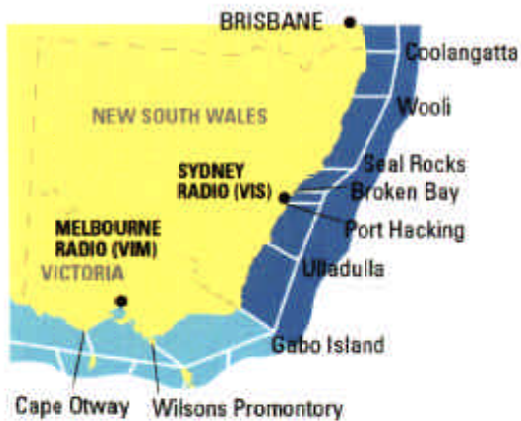 BRISBANE
Coolangatta
NEW SOUTH WALES
Wooli
SYDNEY
RADIO (VIS)
Seal Rocks
Broken Bay
Port Hacking
MELBOURNE
RADIO (VIM)
VICTORIA
Ulladulla
Gabo Island
Cape Otway
Wilsons Promontory